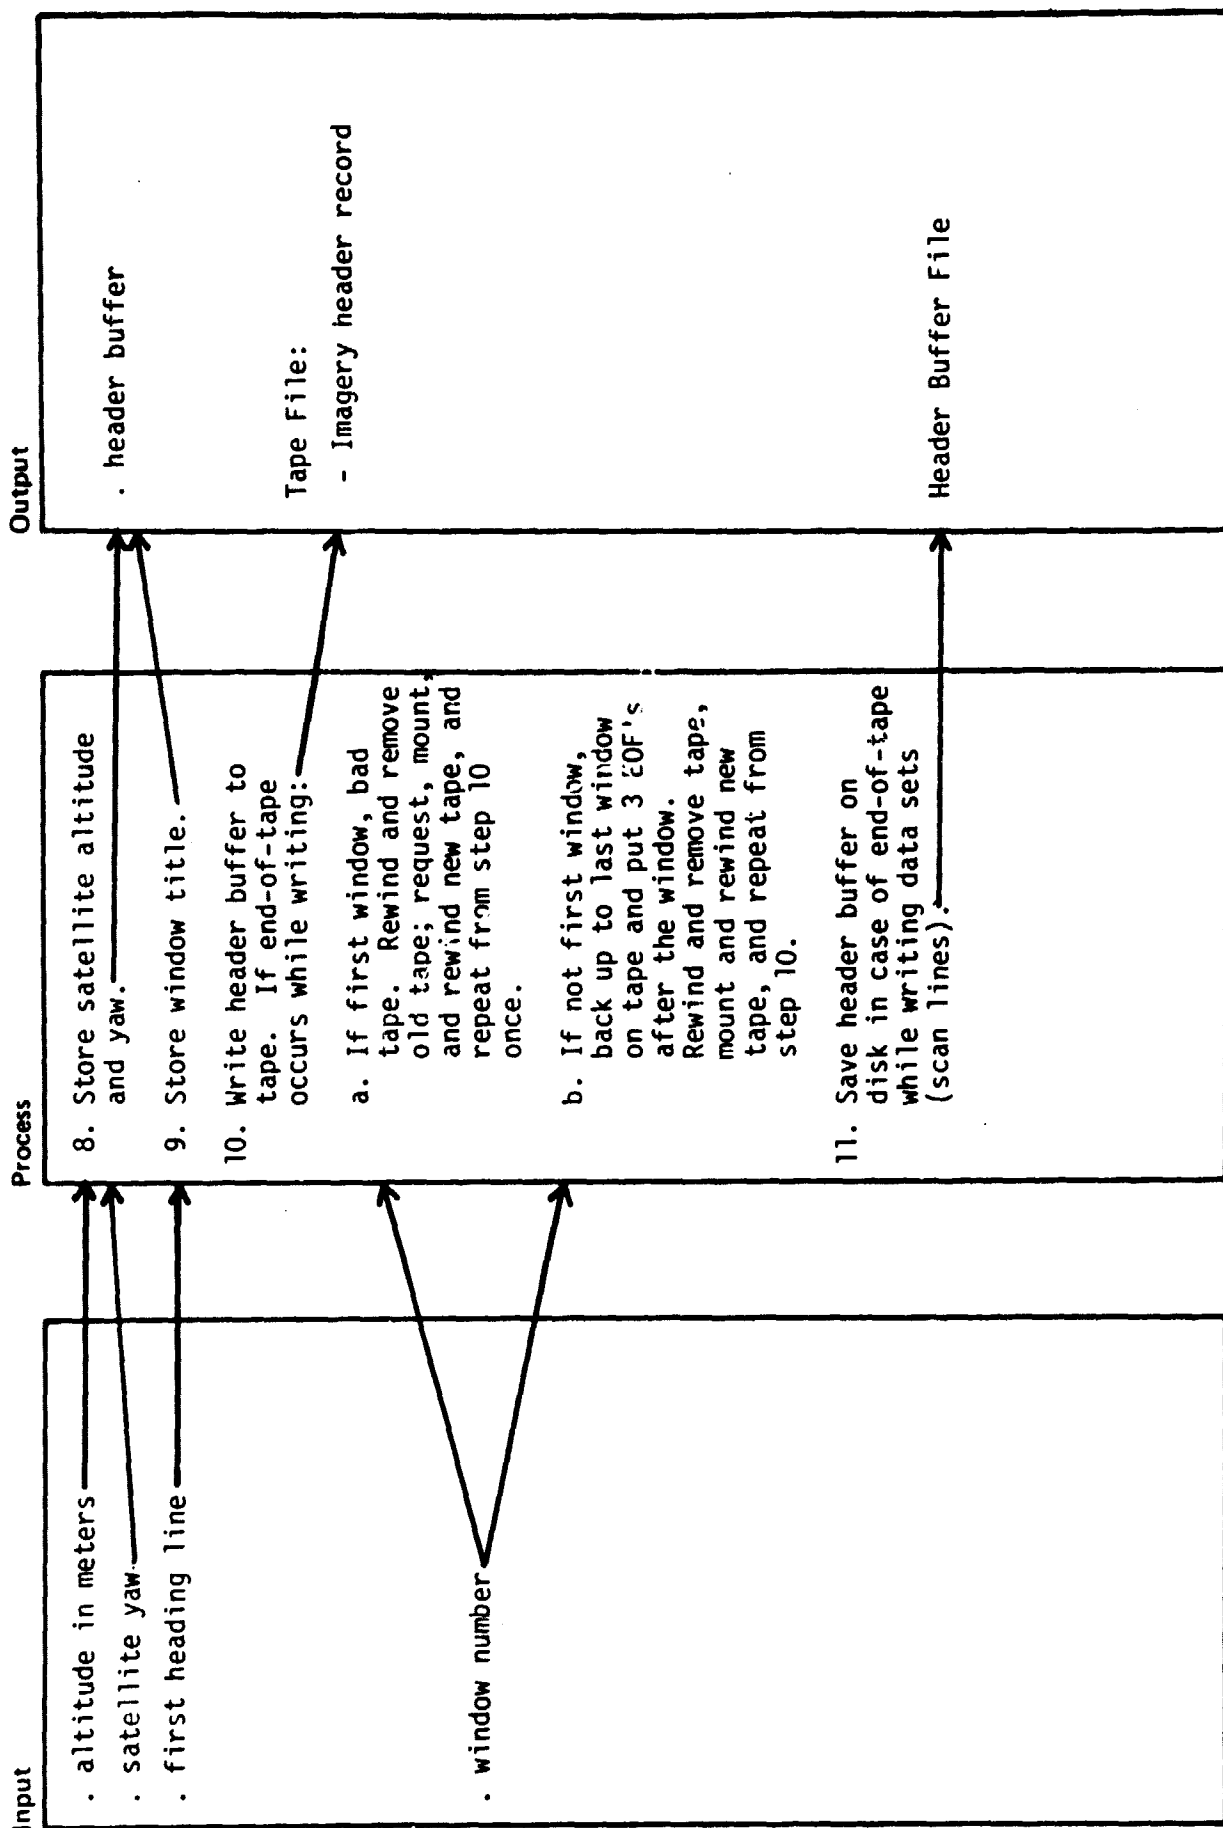 Input
. altitude in meters
. satellite yaw
. first heading line
. window number
Process
8. Store satellite altitude
and yaw.
9. Store window title.
10. Write header buffer to
tape. If end-of-tape
occurs while writing:
a. If first window, bad
tape. Rewind and remove
old tape; request, mount,
and rewind new tape, and
repeat from step 10
once.
b. If not first window,
back up to last window
on tape and put 3 EOF's
after the window.
Rewind and remove tape,
mount and rewind new
tape, and repeat from
step 10.
11. Save header buffer on
disk in case of end-of-tape
while writing data sets
(scan lines).
Output
. header buffer
Tape File:
- Imagery header record
Header Buffer File